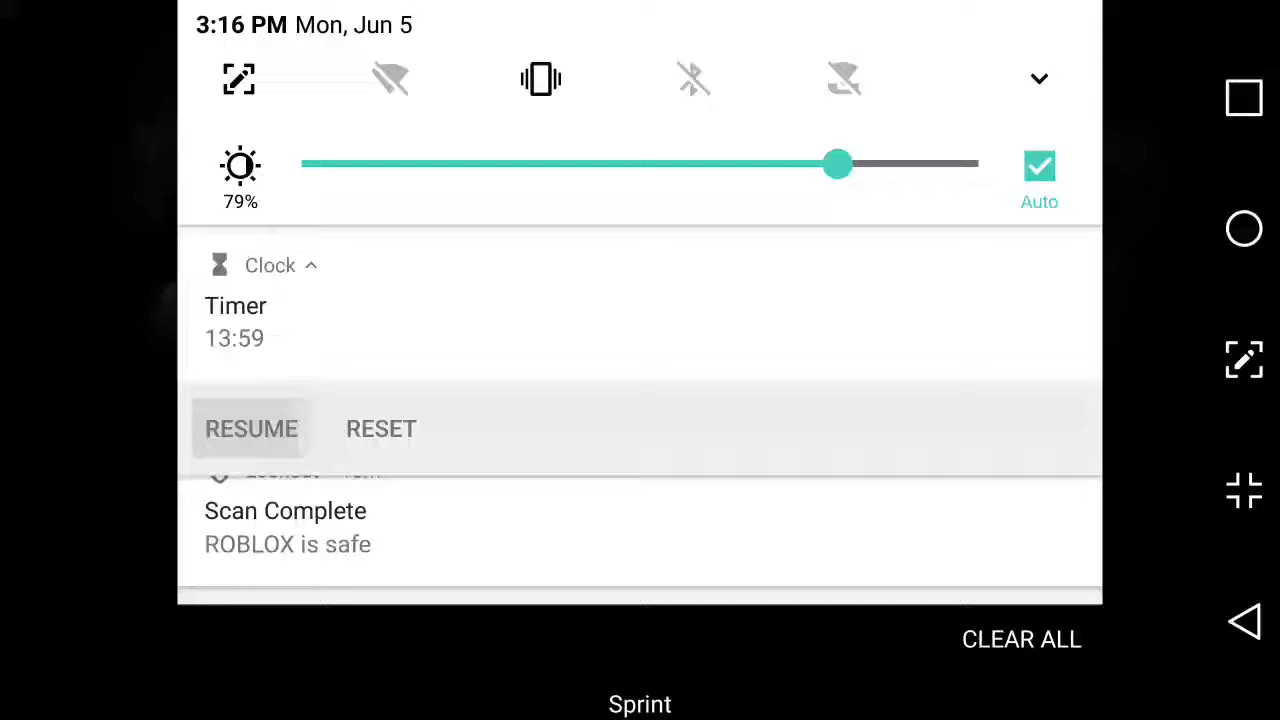 3:16 PM Mon, Jun 5
79%
Auto
Clock
Timer
13:59
RESUME RESET
Scan Complete
ROBLOX is safe
CLEAR ALL
Sprint